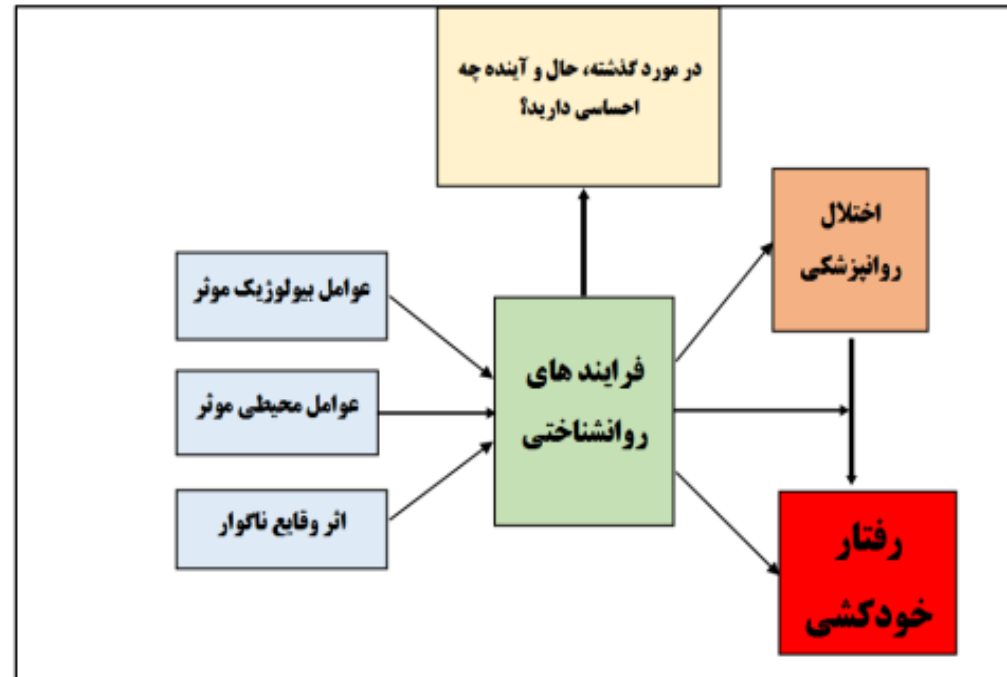 در مورد گذشته، حال و آینده چه
احساسی دارید؟
اختلال
روانپزشکی
عوامل بیولوژیک موثر
فرایند های
روانشناختی
عوامل محیطی موثر
اثر وقایع ناگوار
رفتار
خودکشی